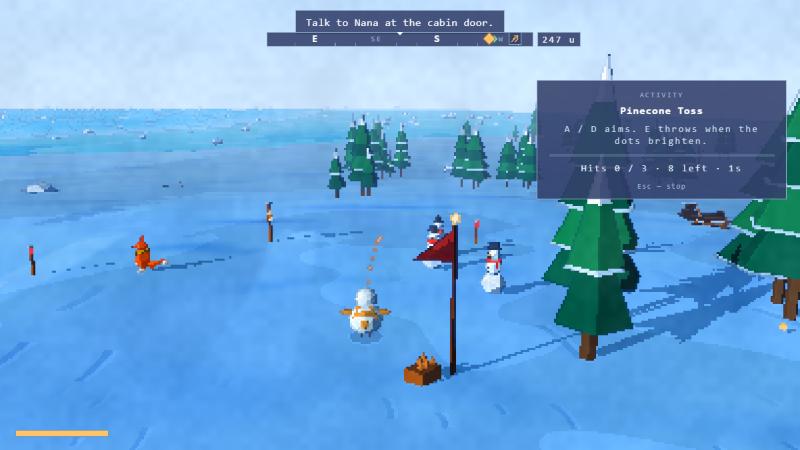 Talk to Nana at the cabin door.
E SE S W 247 u
ACTIVITY
Pinecone Toss
A / D aims. E throws when the
dots brighten.
Hits 0 / 3 · 8 left · 1s
Esc — stop